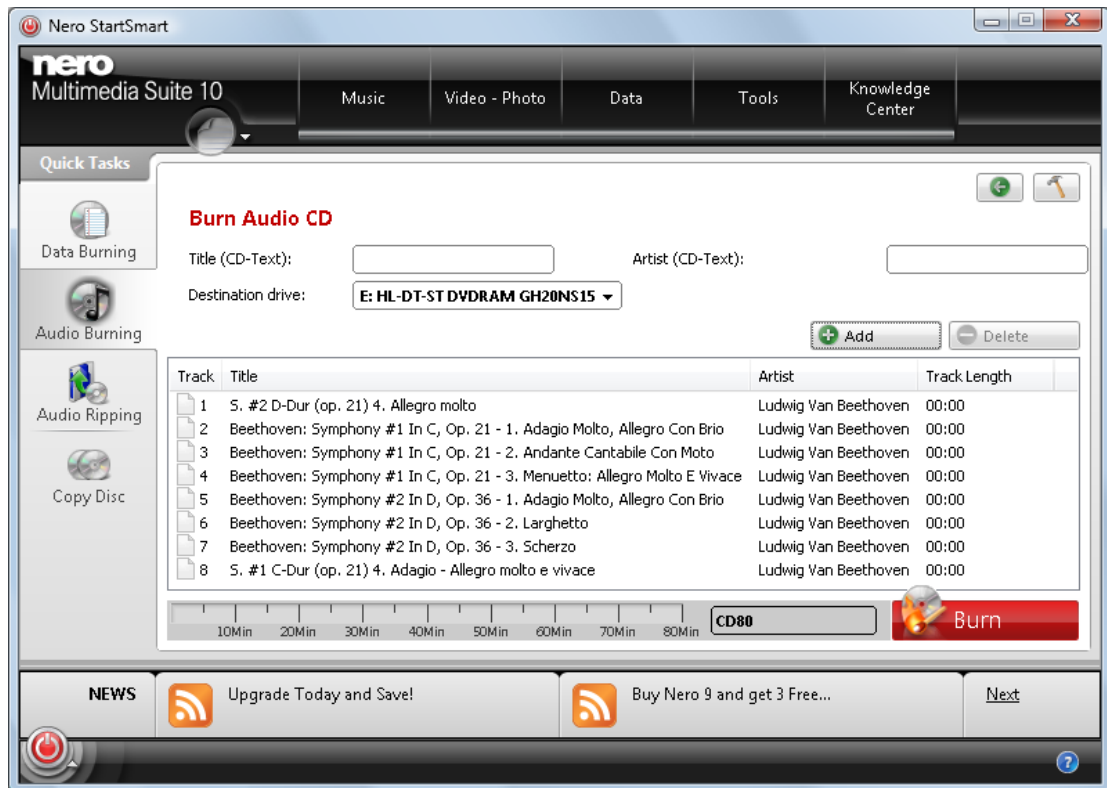 Nero StartSmart
nero
Multimedia Suite 10
Music
Video - Photo
Data
Tools
Knowledge
Center
Quick Tasks
Data Burning
Audio Burning
Audio Ripping
Copy Disc
Burn Audio CD
Title (CD-Text):
Artist (CD-Text):
Destination drive:
E: HL-DT-ST DVDRAM GH20NS15
Add
Delete
Track Title Artist Track Length
1 S. #2 D-Dur (op. 21) 4. Allegro molto Ludwig Van Beethoven 00:00
2 Beethoven: Symphony #1 In C, Op. 21 - 1. Adagio Molto, Allegro Con Brio Ludwig Van Beethoven 00:00
3 Beethoven: Symphony #1 In C, Op. 21 - 2. Andante Cantabile Con Moto Ludwig Van Beethoven 00:00
4 Beethoven: Symphony #1 In C, Op. 21 - 3. Menuetto: Allegro Molto E Vivace Ludwig Van Beethoven 00:00
5 Beethoven: Symphony #2 In D, Op. 36 - 1. Adagio Molto, Allegro Con Brio Ludwig Van Beethoven 00:00
6 Beethoven: Symphony #2 In D, Op. 36 - 2. Larghetto Ludwig Van Beethoven 00:00
7 Beethoven: Symphony #2 In D, Op. 36 - 3. Scherzo Ludwig Van Beethoven 00:00
8 S. #1 C-Dur (op. 21) 4. Adagio - Allegro molto e vivace Ludwig Van Beethoven 00:00
10Min 20Min 30Min 40Min 50Min 60Min 70Min 80Min
CD80
Burn
NEWS
Upgrade Today and Save!
Buy Nero 9 and get 3 Free...
Next
?